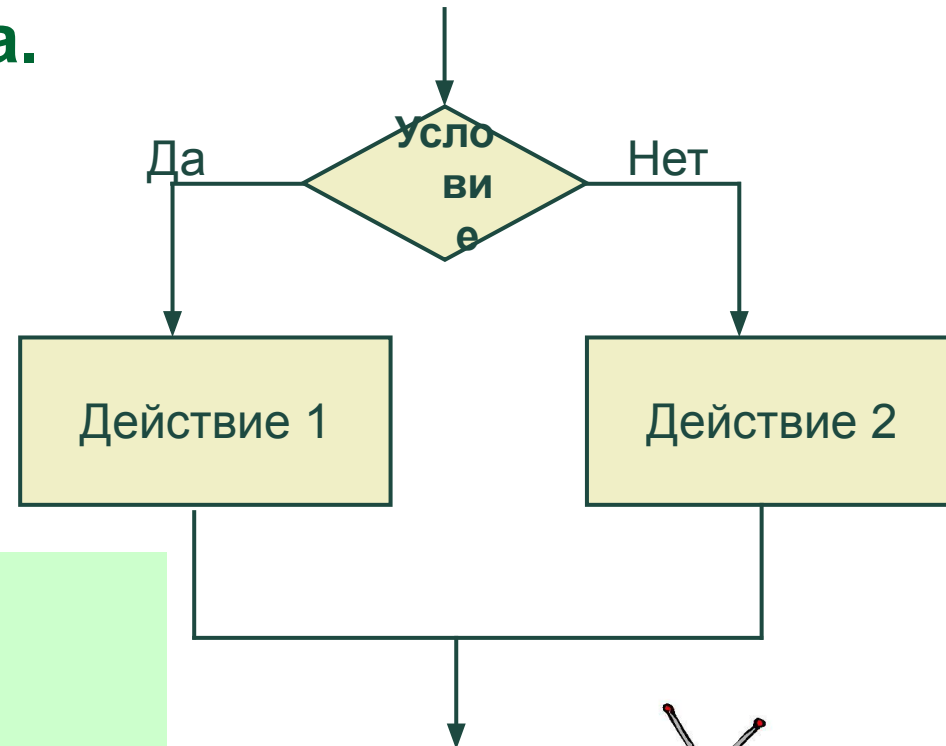 а.
Да
Усло
ви
е
Нет
Действие 1
Действие 2